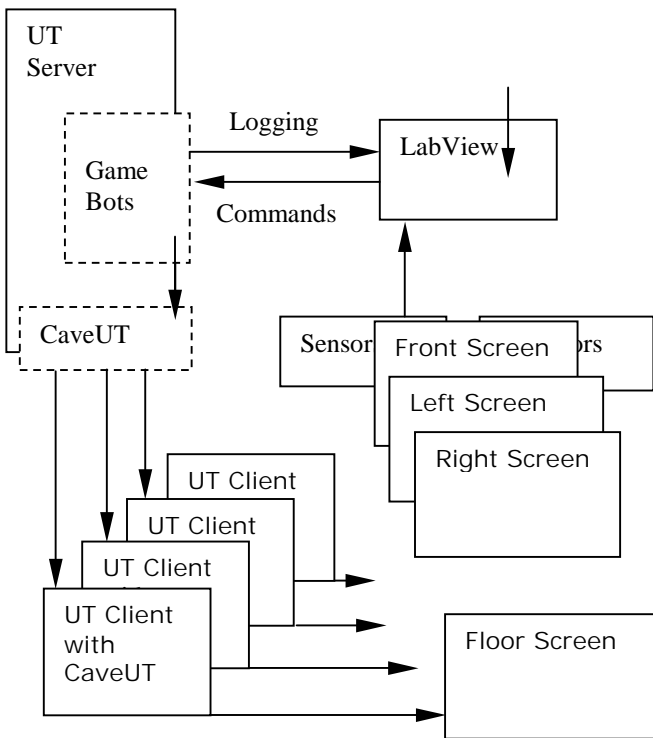 UT
Server
Logging
LabView
Game
Bots
Commands
CaveUT
Sensor
Front Screen
Left Screen
Right Screen
UT Client
UT Client
UT Client
UT Client
with
CaveUT
Floor Screen